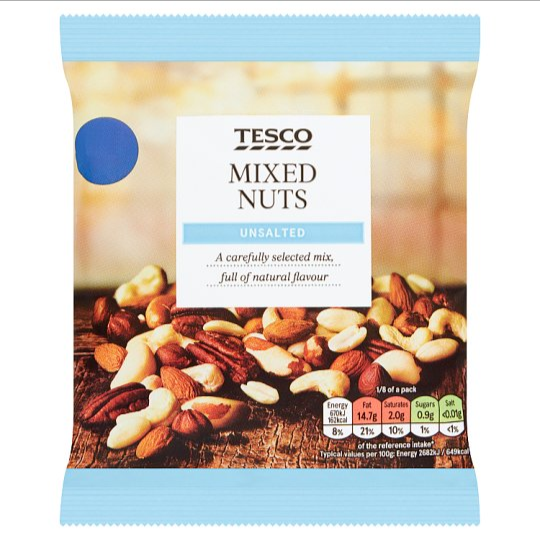 TESCO
MIXED
NUTS
UNSALTED
A carefully selected mix,
full of natural flavour
1/8 of a pack
Energy Fat Saturates Sugars Salt
670kJ
162kcal 14.7g 2.0g 0.9g <0.01g
8% 21% 10% 1% <1%
of the reference intake*
Typical values per 100g: Energy 2682kJ / 649kcal